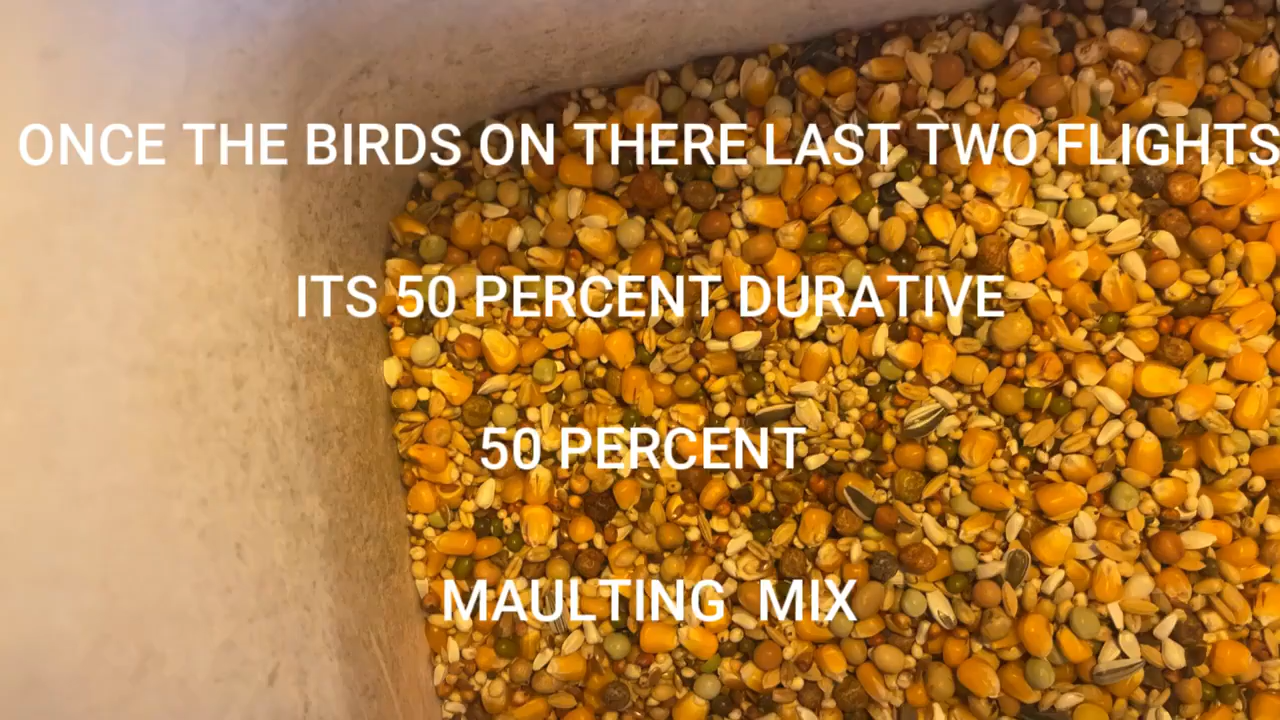 ONCE THE BIRDS ON THERE LAST TWO FLIGHTS
ITS 50 PERCENT DURATIVE
50 PERCENT
MAULTING MIX